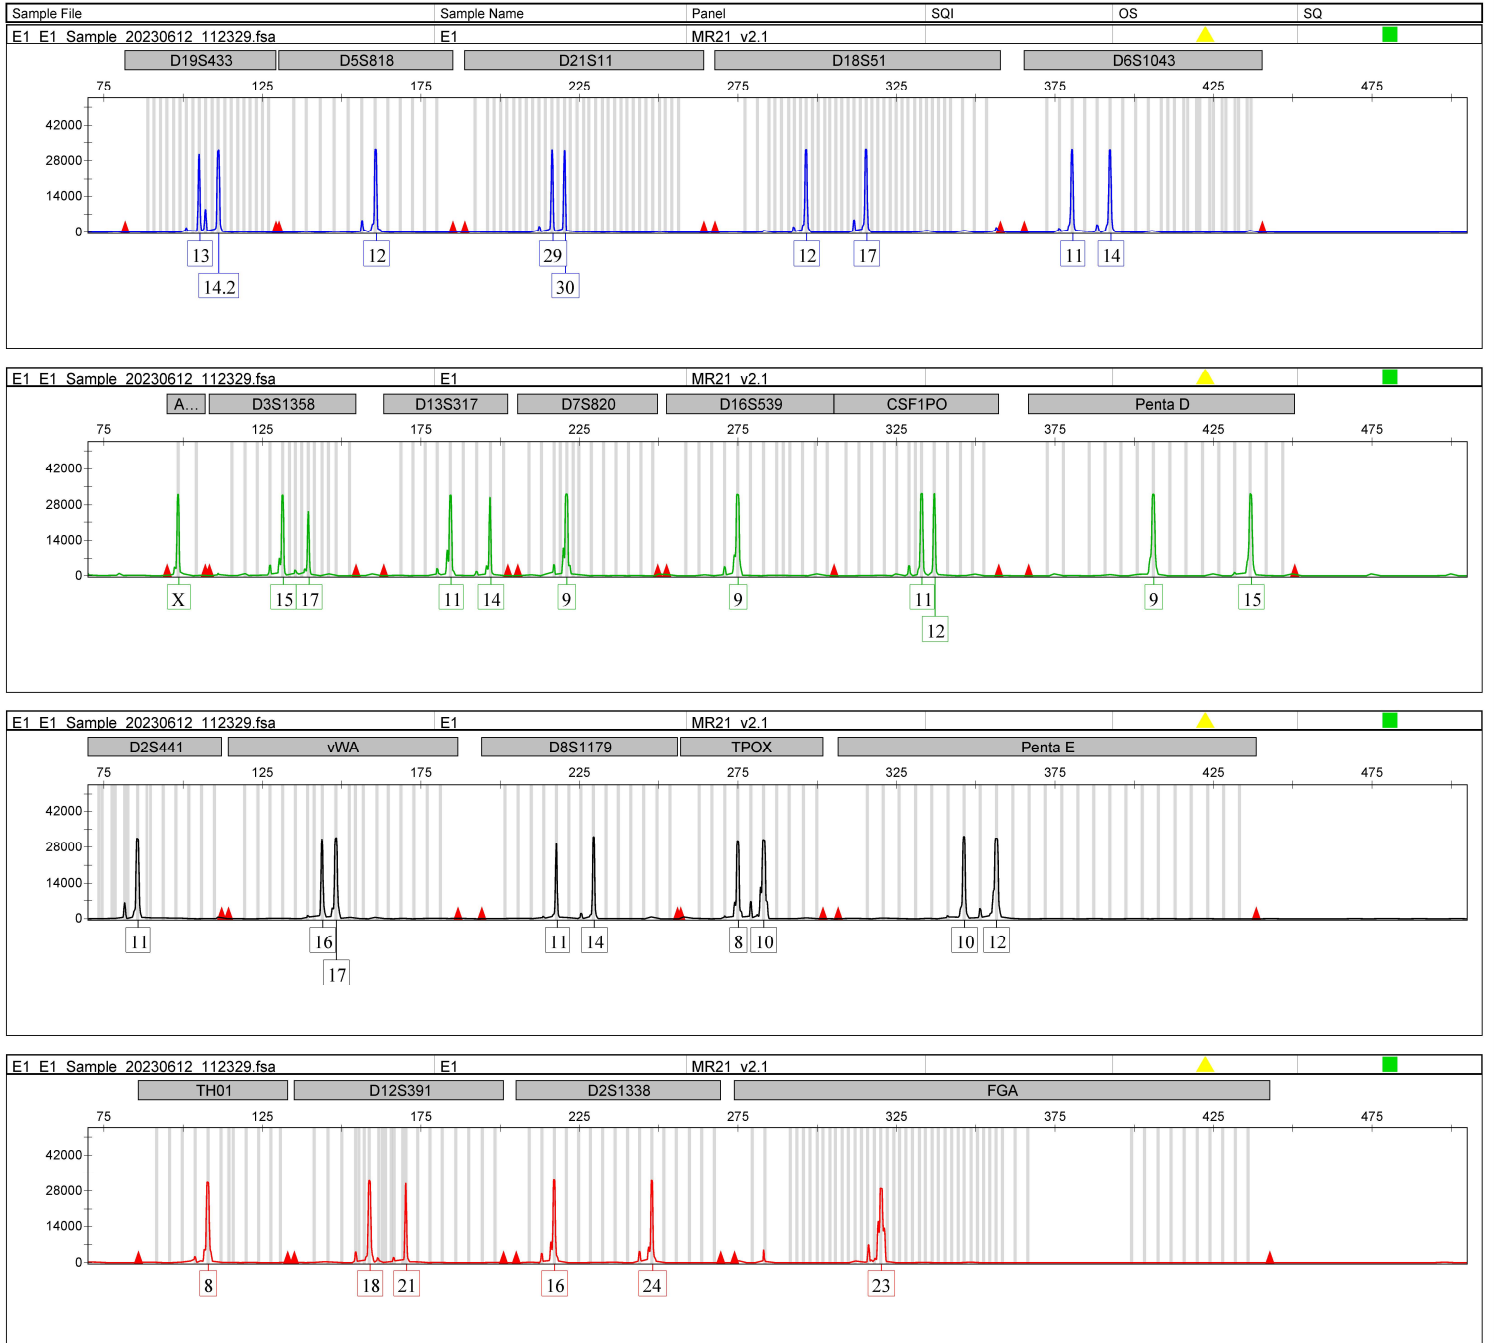 Sample File Sample Name Panel SQI OS SQ
E1_E1_Sample_20230612_112329.fsa E1 MR21_v2.1
D19S433 D5S818 D21S11 D18S51 D6S1043
75 125 175 225 275 325 375 425 475
42000
28000
14000
0
13 12 29 12 17 11 14
14.2 30
E1_E1_Sample_20230612_112329.fsa E1 MR21_v2.1
A... D3S1358 D13S317 D7S820 D16S539 CSF1PO Penta D
75 125 175 225 275 325 375 425 475
42000
28000
14000
0
X 15 17 11 14 9 9 11 9 15
12
E1_E1_Sample_20230612_112329.fsa E1 MR21_v2.1
D2S441 vWA D8S1179 TPOX Penta E
75 125 175 225 275 325 375 425 475
42000
28000
14000
0
11 16 11 14 8 10 10 12
17
E1_E1_Sample_20230612_112329.fsa E1 MR21_v2.1
TH01 D12S391 D2S1338 FGA
75 125 175 225 275 325 375 425 475
42000
28000
14000
0
8 18 21 16 24 23